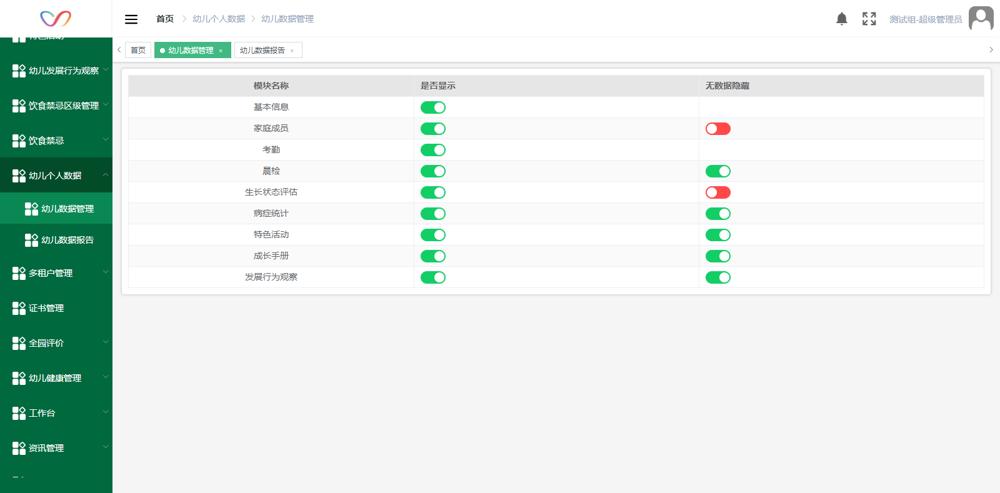 首页 幼儿个人数据 幼儿数据管理
测试组-超级管理员
首页 幼儿数据管理 × 幼儿数据报告 ×
特色活动
幼儿发展行为观察
饮食禁忌区级管理
饮食禁忌
幼儿个人数据
幼儿数据管理
幼儿数据报告
多租户管理
证书管理
全园评价
幼儿健康管理
工作台
资讯管理
模块名称 是否显示 无数据隐藏
基本信息
家庭成员
考勤
晨检
生长状态评估
病症统计
特色活动
成长手册
发展行为观察